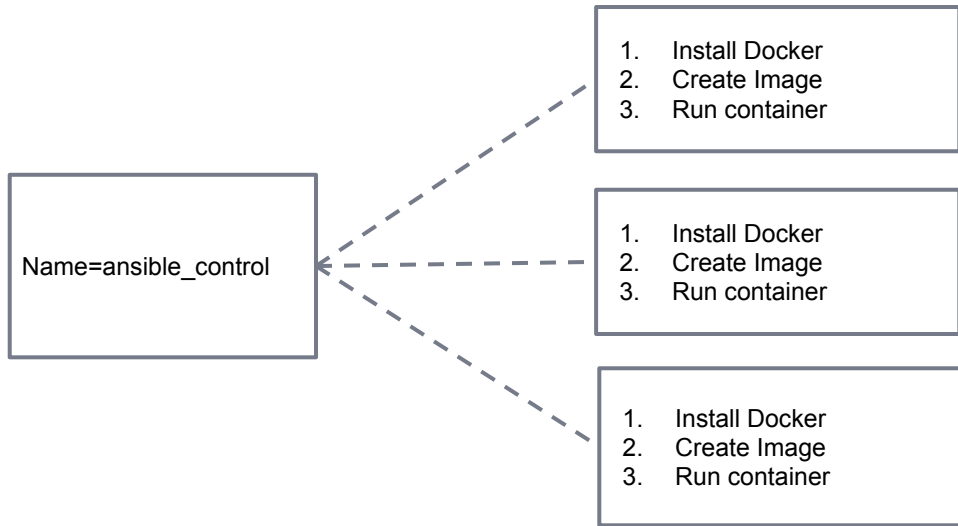 1. Install Docker
2. Create Image
3. Run container
Name=ansible_control
1. Install Docker
2. Create Image
3. Run container
1. Install Docker
2. Create Image
3. Run container